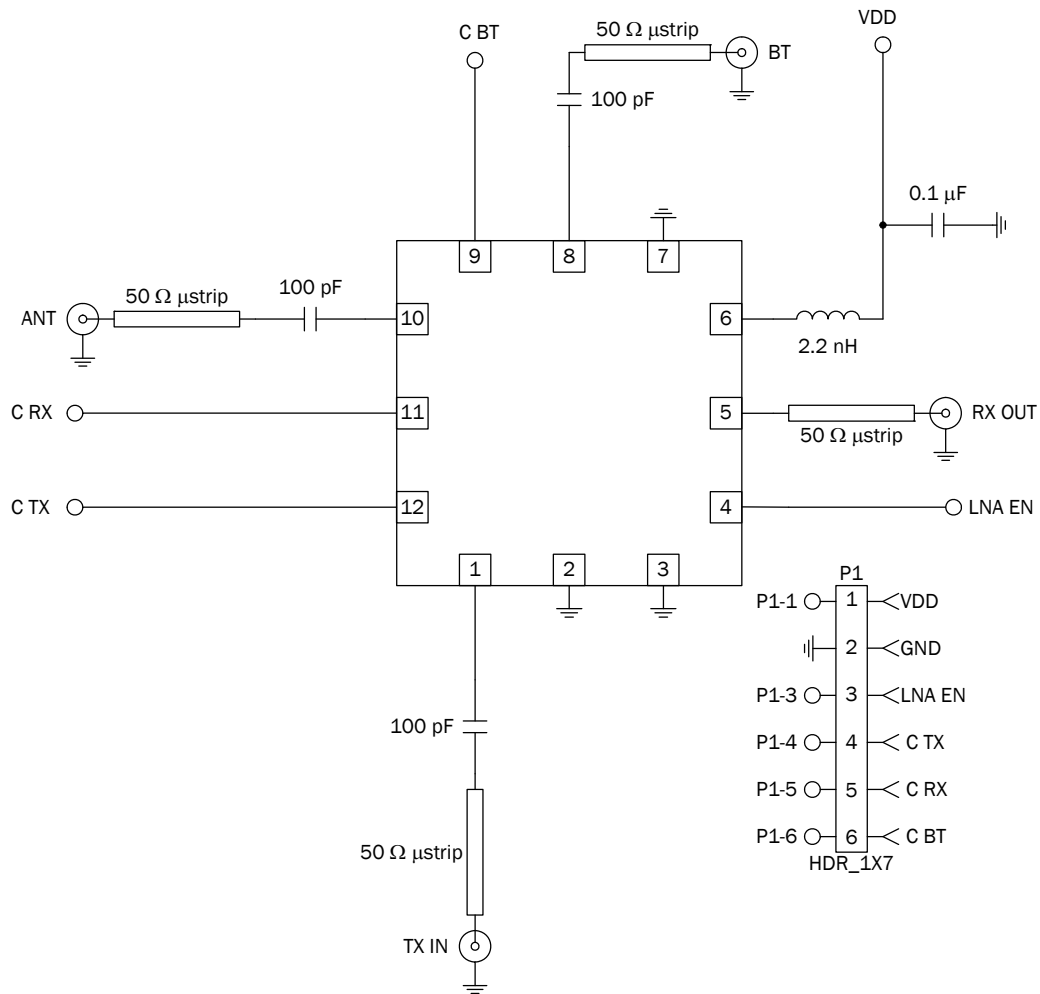 VDD
C BT
50 Ω µstrip
BT
100 pF
0.1 µF
9
8
7
50 Ω µstrip
100 pF
ANT
10
6
2.2 nH
C RX
11
5
RX OUT
50 Ω µstrip
C TX
12
4
LNA EN
1
2
3
P1
P1-1
1
VDD
2
GND
P1-3
3
LNA EN
100 pF
P1-4
4
C TX
P1-5
5
C RX
P1-6
6
C BT
50 Ω µstrip
HDR_1X7
TX IN